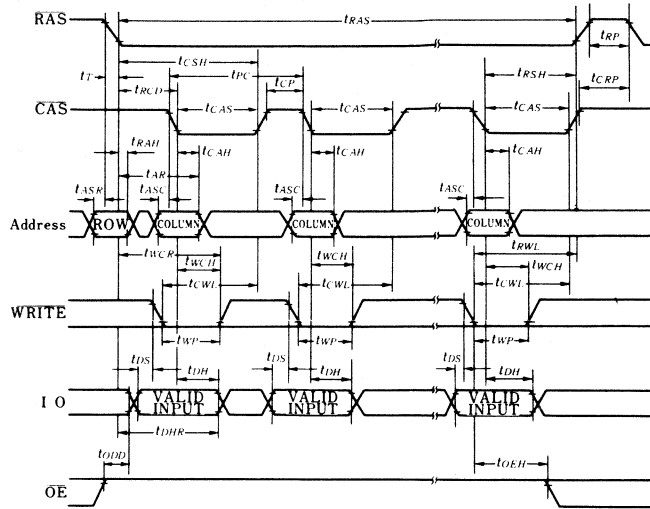 RAS
tRAS
tRP
tCSH
tT
tPC
tCP
tRSH
tCRP
tRCD
CAS
tCAS
tCAS
tCAS
tRAH
tCAH
tCAH
tCAH
tAR
tASR
tASC
tASC
tASC
Address
ROW
COLUMN
COLUMN
COLUMN
tWCR
tWCH
tWCH
tRWL
tWCH
tCWL
tCWL
tCWL
WRITE
tWP
tWP
tWP
tDS
tDH
tDS
tDH
tDS
tDH
I O
VALID INPUT
VALID INPUT
VALID INPUT
tDHR
tODD
tOEH
OE